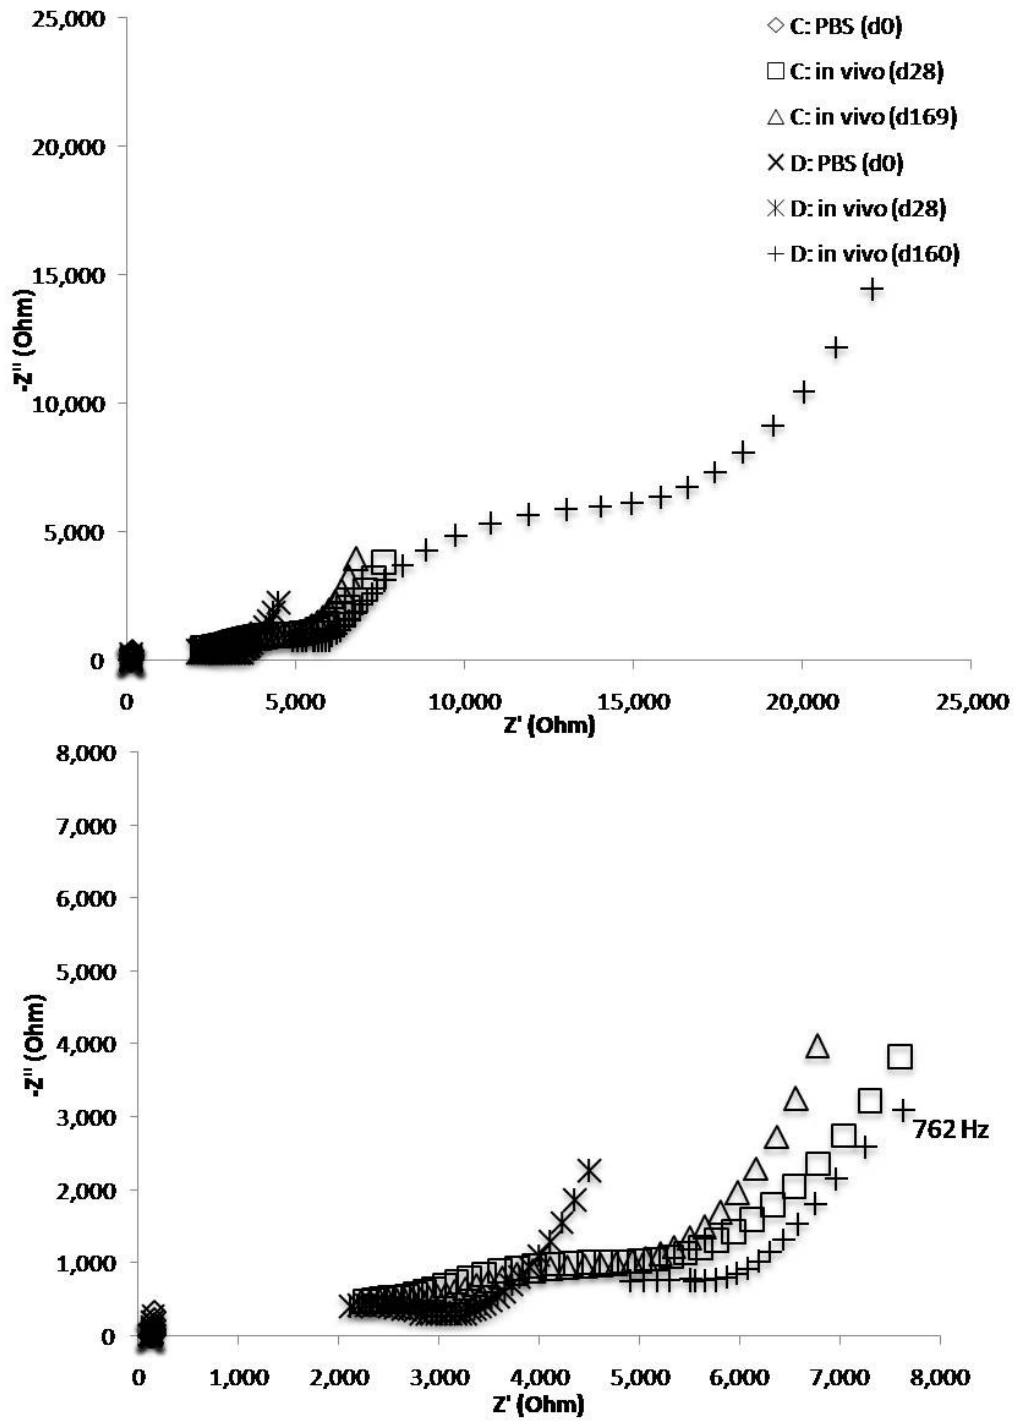 25,000
20,000
15,000
10,000
5,000
0
-Z" (Ohm)
C: PBS (d0)
C: in vivo (d28)
C: in vivo (d169)
D: PBS (d0)
D: in vivo (d28)
D: in vivo (d160)
0 5,000 10,000 15,000 20,000 25,000
Z' (Ohm)
8,000
7,000
6,000
5,000
4,000
3,000
2,000
1,000
0
-Z" (Ohm)
762 Hz
0 1,000 2,000 3,000 4,000 5,000 6,000 7,000 8,000
Z' (Ohm)